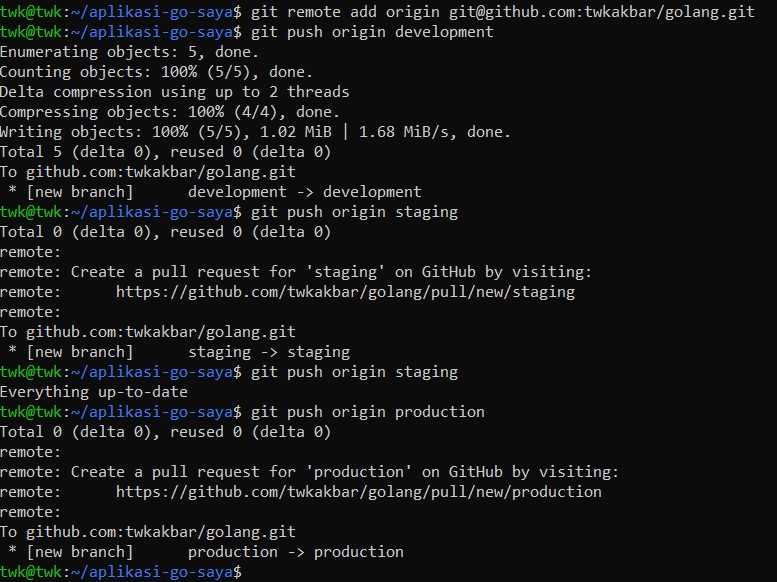 twk@twk:~/aplikasi-go-saya$ git remote add origin git@github.com:twkakbar/golang.git
twk@twk:~/aplikasi-go-saya$ git push origin development
Enumerating objects: 5, done.
Counting objects: 100% (5/5), done.
Delta compression using up to 2 threads
Compressing objects: 100% (4/4), done.
Writing objects: 100% (5/5), 1.02 MiB | 1.68 MiB/s, done.
Total 5 (delta 0), reused 0 (delta 0)
To github.com:twkakbar/golang.git
 * [new branch]      development -> development
twk@twk:~/aplikasi-go-saya$ git push origin staging
Total 0 (delta 0), reused 0 (delta 0)
remote:
remote: Create a pull request for 'staging' on GitHub by visiting:
remote:      https://github.com/twkakbar/golang/pull/new/staging
remote:
To github.com:twkakbar/golang.git
 * [new branch]      staging -> staging
twk@twk:~/aplikasi-go-saya$ git push origin staging
Everything up-to-date
twk@twk:~/aplikasi-go-saya$ git push origin production
Total 0 (delta 0), reused 0 (delta 0)
remote:
remote: Create a pull request for 'production' on GitHub by visiting:
remote:      https://github.com/twkakbar/golang/pull/new/production
remote:
To github.com:twkakbar/golang.git
 * [new branch]      production -> production
twk@twk:~/aplikasi-go-saya$